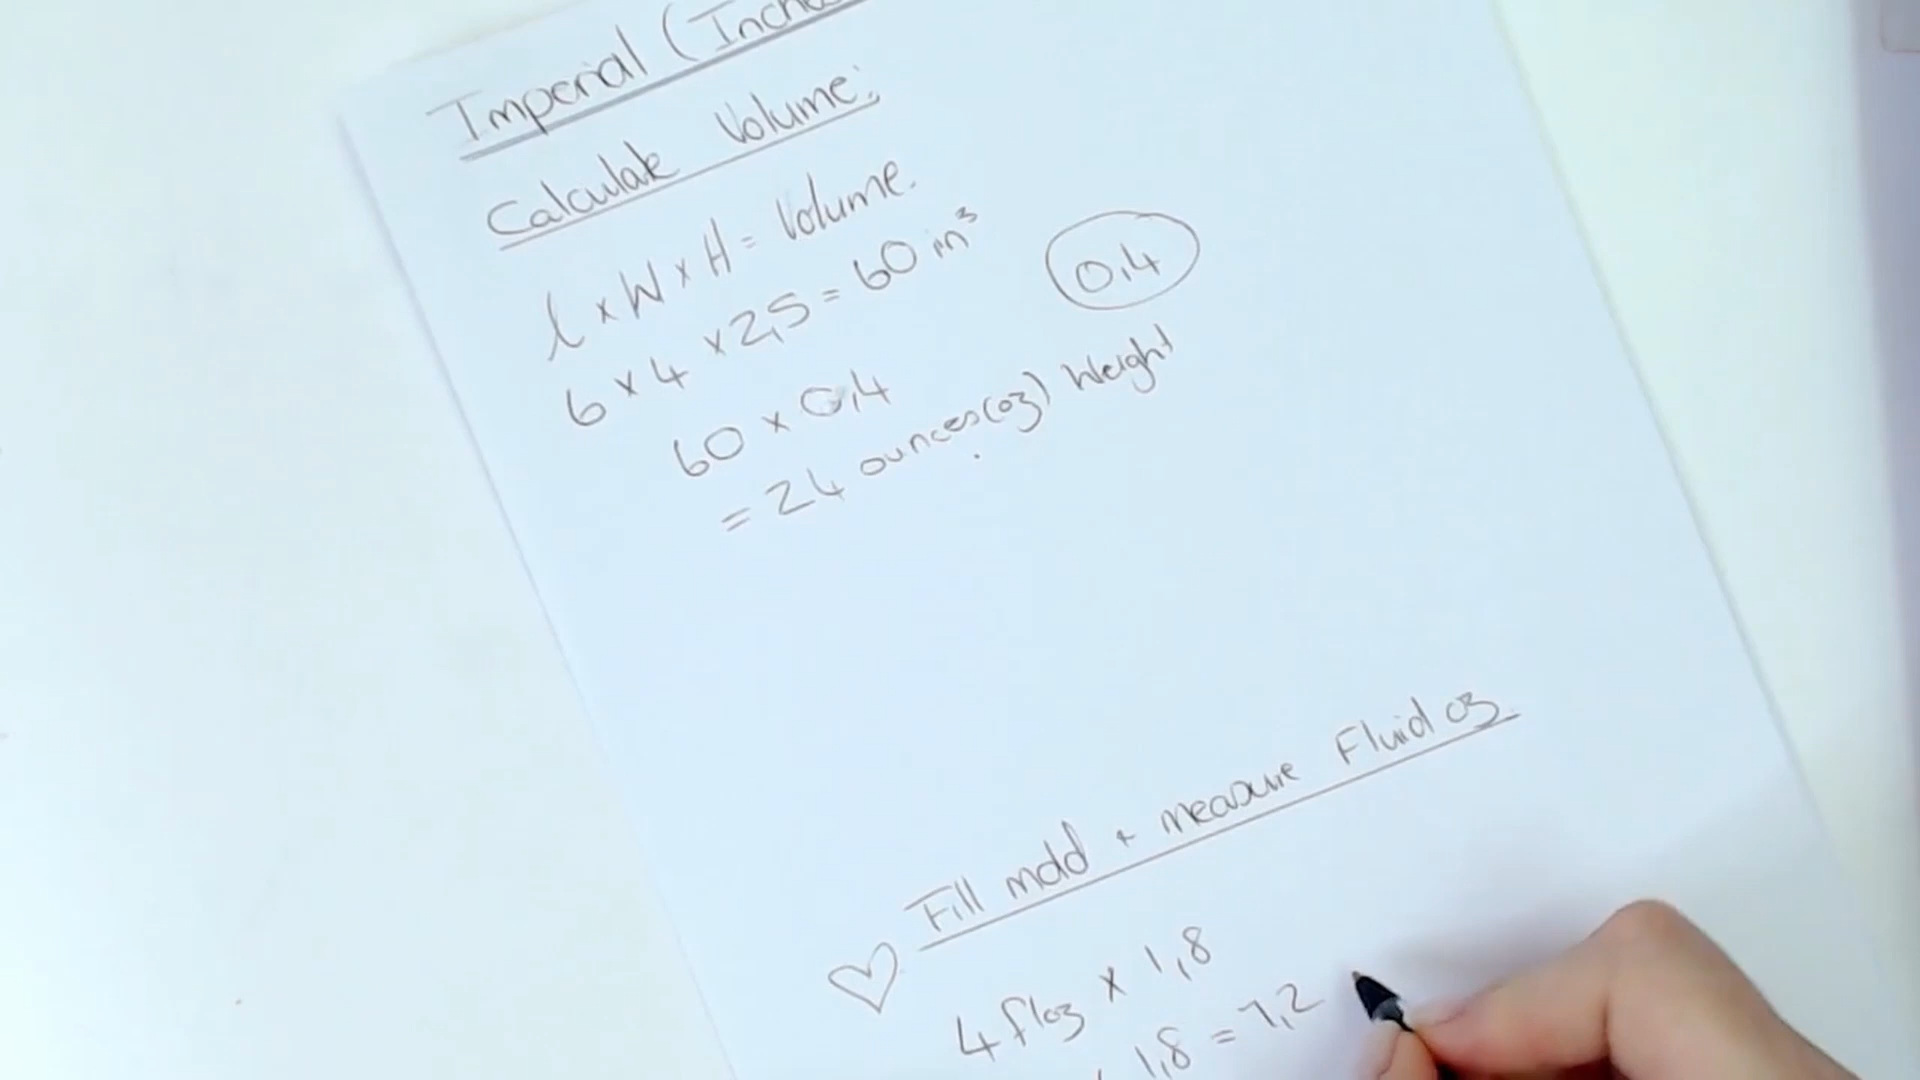 Imperial (Inch
Calculate Volume:
l x W x H = Volume.
6 x 4 x 2,5 = 60 in³
0,4
60 x 0,4
= 24 ounces(oz) Weight
Fill mold + measure Fluid oz
4 floz x 1,8
1,8 = 7,2